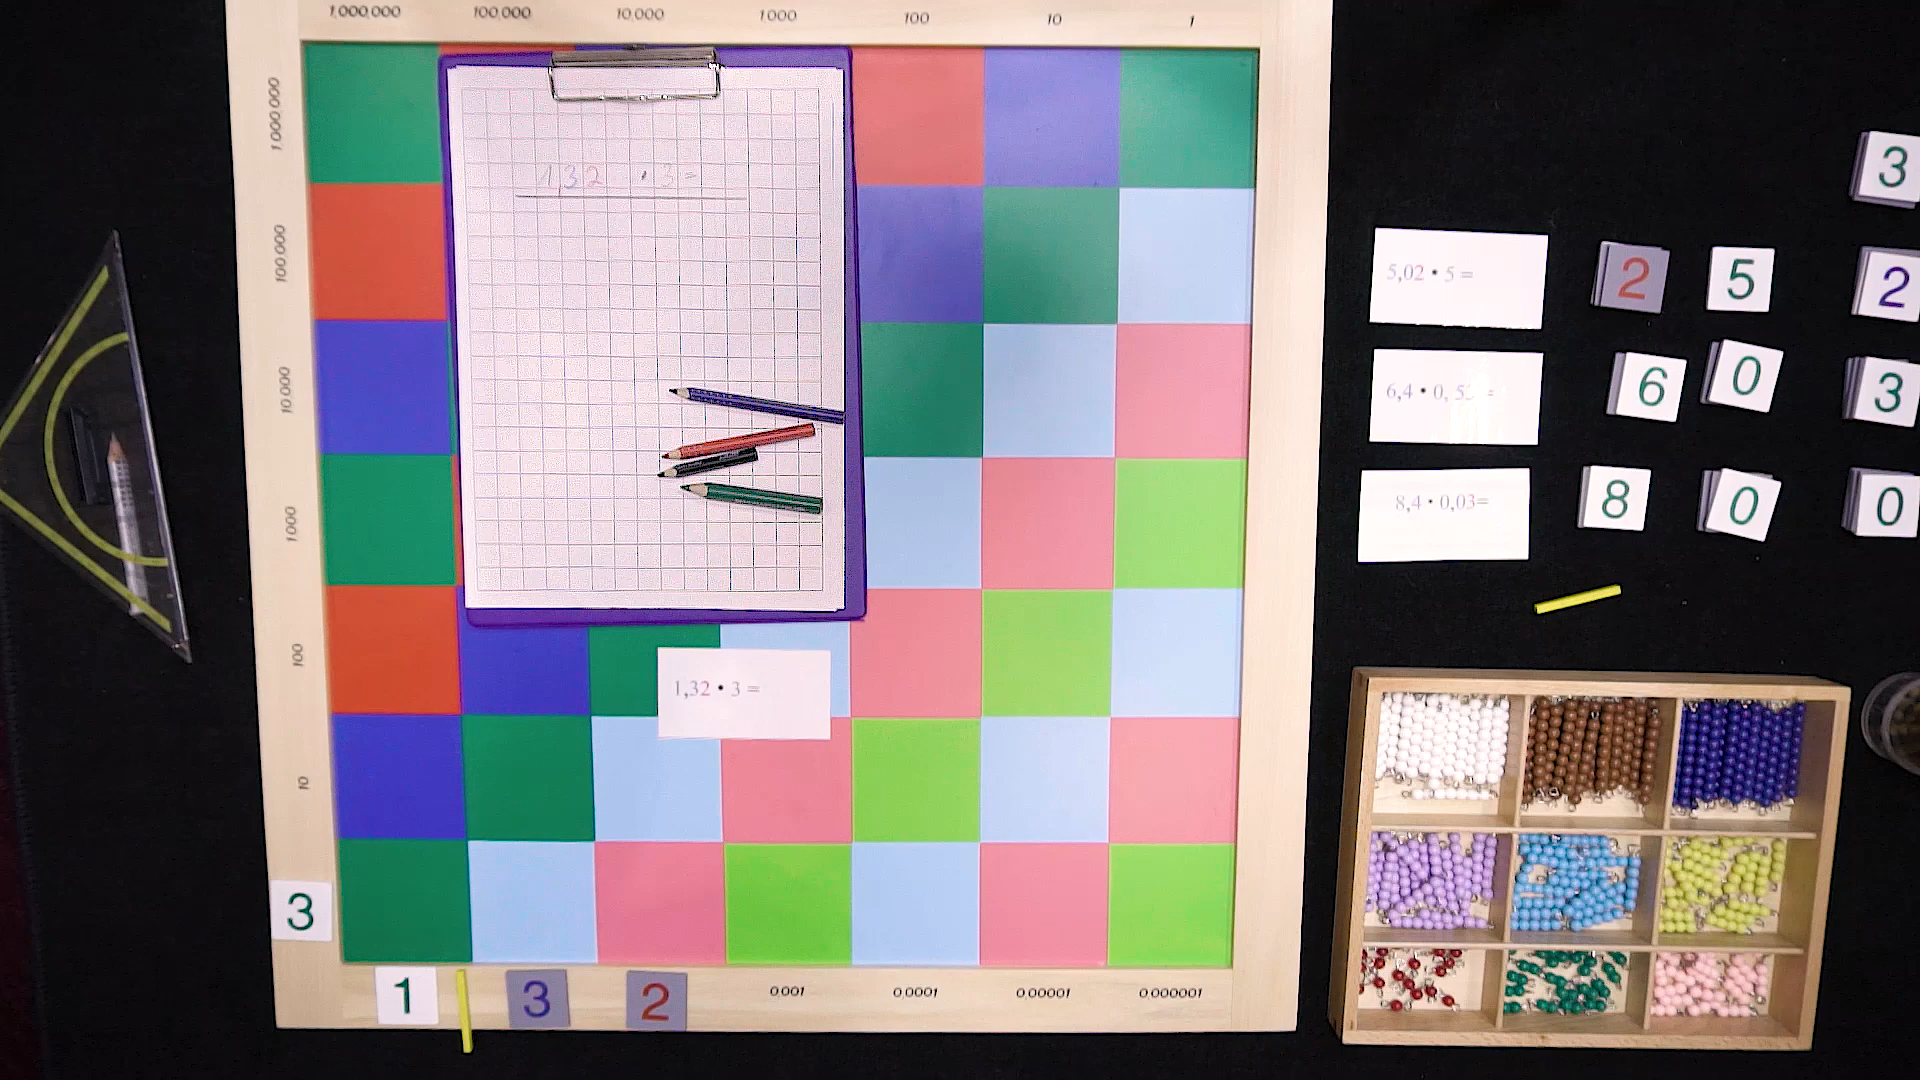 1,000,000 100,000 10,000 1000 100 10 1
1000,000
100,000
10,000
1000
100
10
1,32 · 3 =
1,32 • 3 =
3
1 3 2 0,001 0,0001 0,00001 0,000001
3
5,02 • 5 = 2 5 2
6,4 • 0, 5 = 6 0 3
8,4 • 0,03= 8 0 0